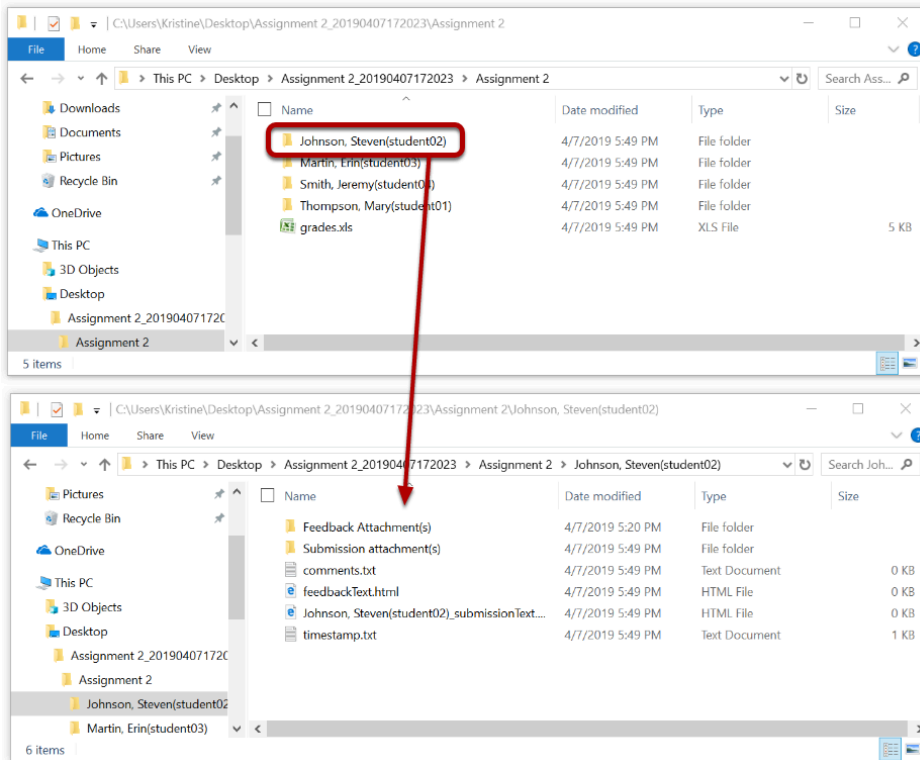 C:\Users\Kristine\Desktop\Assignment 2_20190407172023\Assignment 2
File Home Share View
This PC > Desktop > Assignment 2_20190407172023 > Assignment 2 Search Ass...
Downloads
Documents
Pictures
Recycle Bin
OneDrive
This PC
3D Objects
Desktop
Assignment 2_201904071720
Assignment 2
Name Date modified Type Size
Johnson, Steven(student02) 4/7/2019 5:49 PM File folder
Martin, Erin(student03) 4/7/2019 5:49 PM File folder
Smith, Jeremy(student04) 4/7/2019 5:49 PM File folder
Thompson, Mary(student01) 4/7/2019 5:49 PM File folder
grades.xls 4/7/2019 5:49 PM XLS File 5 KB
5 items
C:\Users\Kristine\Desktop\Assignment 2_20190407172023\Assignment 2\Johnson, Steven(student02)
File Home Share View
This PC > Desktop > Assignment 2_20190407172023 > Assignment 2 > Johnson, Steven(student02) Search Joh...
Pictures
Recycle Bin
OneDrive
This PC
3D Objects
Desktop
Assignment 2_201904071720
Assignment 2
Johnson, Steven(student02
Martin, Erin(student03)
Name Date modified Type Size
Feedback Attachment(s) 4/7/2019 5:20 PM File folder
Submission attachment(s) 4/7/2019 5:49 PM File folder
comments.txt 4/7/2019 5:49 PM Text Document 0 KB
feedbackText.html 4/7/2019 5:49 PM HTML File 0 KB
Johnson, Steven(student02)_submissionText.... 4/7/2019 5:49 PM HTML File 0 KB
timestamp.txt 4/7/2019 5:49 PM Text Document 1 KB
6 items